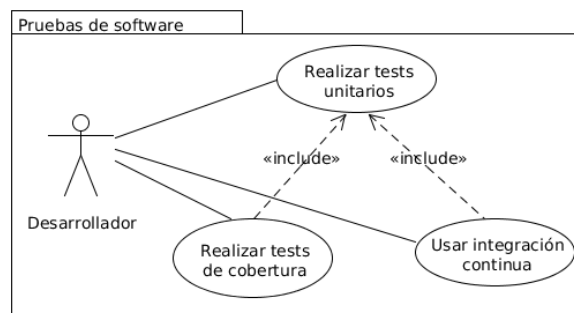 Pruebas de software
Realizar tests
unitarios
«include»
«include»
Desarrollador
Realizar tests
de cobertura
Usar integración
continua